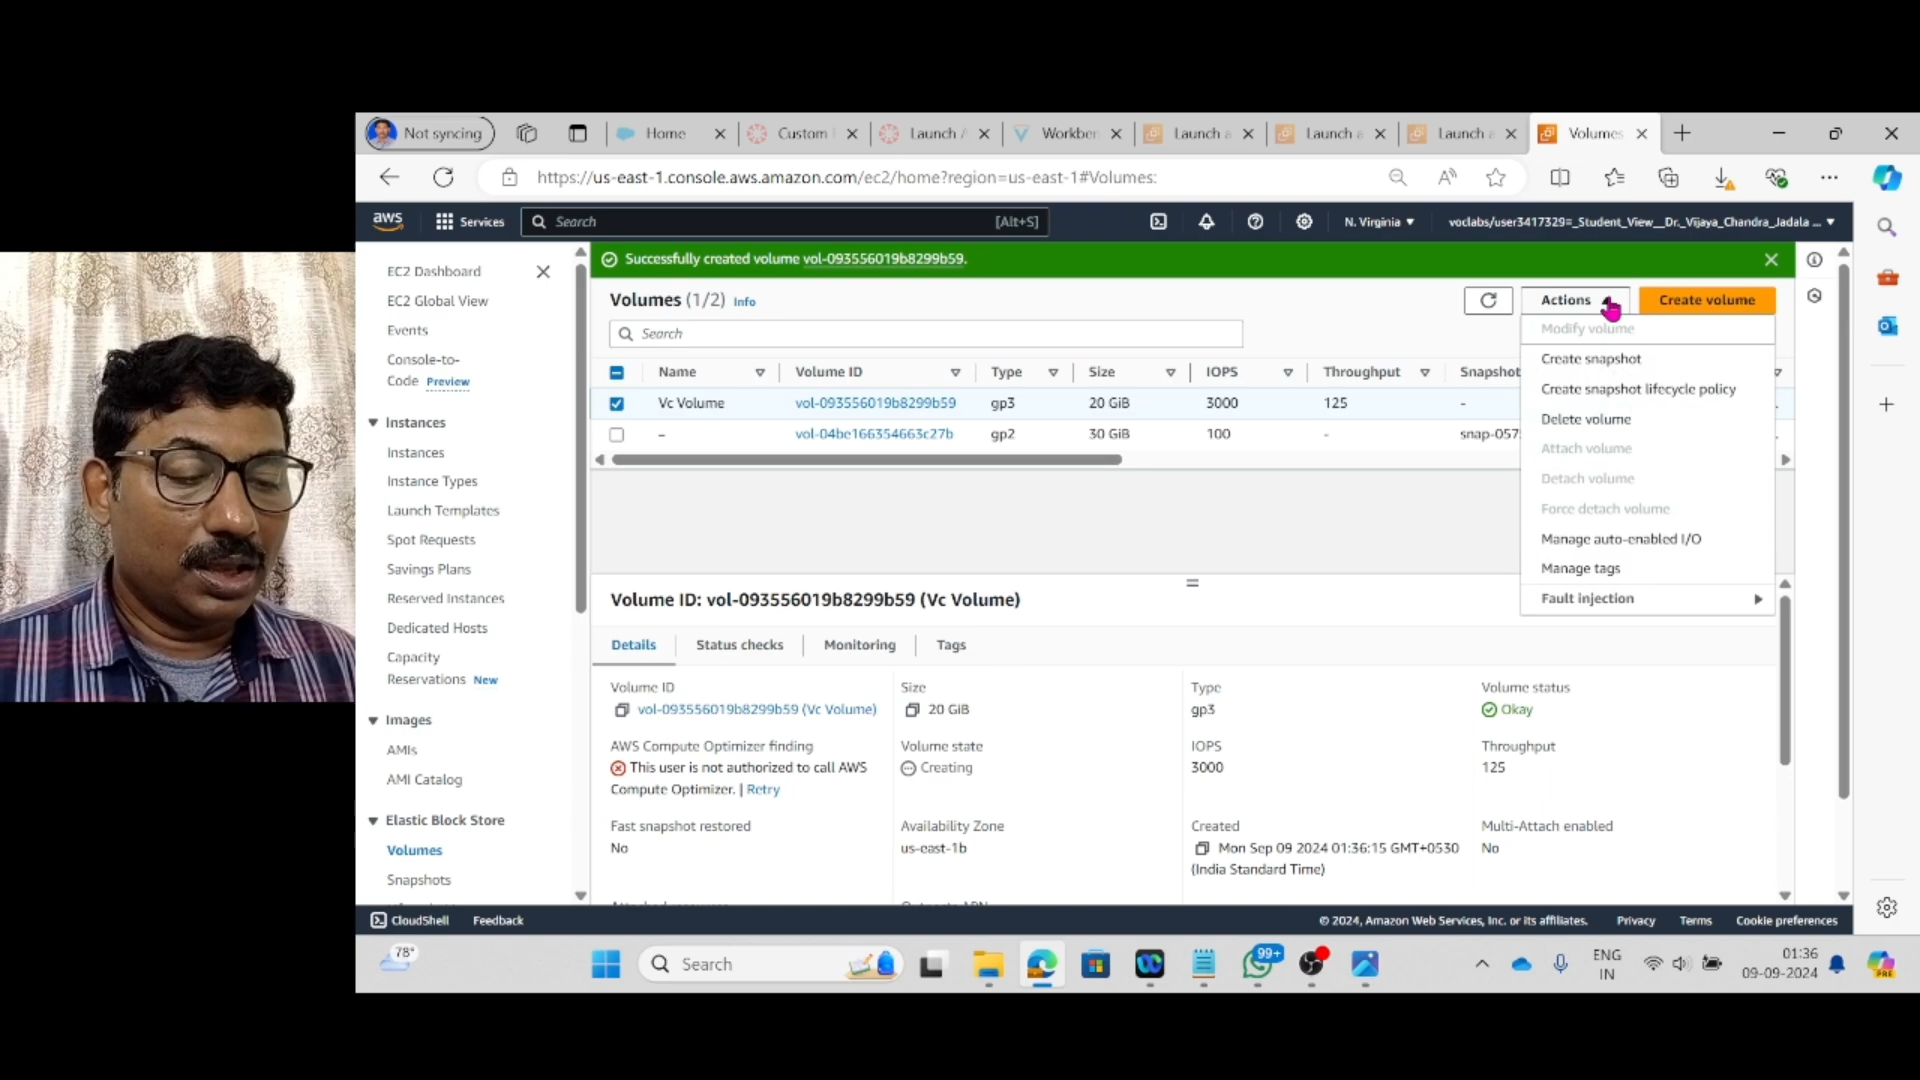 Not syncing
Home
Custom
Launch
Workben
Launch a
Launch a
Launch a
Volumes
https://us-east-1.console.aws.amazon.com/ec2/home?region=us-east-1#Volumes:
aws
Services
Search
[Alt+S]
N. Virginia
voclabs/user3417329=_Student_View__Dr._Vijaya_Chandra_Jadala ...
EC2 Dashboard
EC2 Global View
Events
Console-to-
Code Preview
Instances
Instances
Instance Types
Launch Templates
Spot Requests
Savings Plans
Reserved Instances
Dedicated Hosts
Capacity
Reservations New
Images
AMIs
AMI Catalog
Elastic Block Store
Volumes
Snapshots
Successfully created volume vol-093556019b8299b59.
Volumes (1/2) Info
Actions
Create volume
Search
Name Volume ID Type Size IOPS Throughput Snapshot
Vc Volume vol-093556019b8299b59 gp3 20 GiB 3000 125 -
– vol-04be166354663c27b gp2 30 GiB 100 - snap-057
Modify volume
Create snapshot
Create snapshot lifecycle policy
Delete volume
Attach volume
Detach volume
Force detach volume
Manage auto-enabled I/O
Manage tags
Fault injection
Volume ID: vol-093556019b8299b59 (Vc Volume)
Details Status checks Monitoring Tags
Volume ID Size Type Volume status
vol-093556019b8299b59 (Vc Volume) 20 GiB gp3 Okay
AWS Compute Optimizer finding Volume state IOPS Throughput
This user is not authorized to call AWS Creating 3000 125
Compute Optimizer. | Retry
Fast snapshot restored Availability Zone Created Multi-Attach enabled
No us-east-1b Mon Sep 09 2024 01:36:15 GMT+0530 No
(India Standard Time)
CloudShell Feedback © 2024, Amazon Web Services, Inc. or its affiliates. Privacy Terms Cookie preferences
78°
Search
99+
PRE
ENG
IN
01:36
09-09-2024